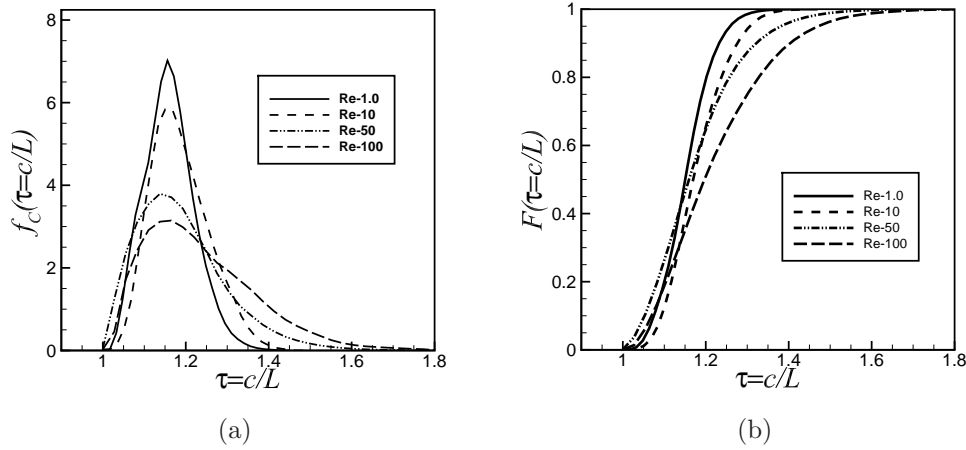 f_C(τ=c/L)
8
6
4
2
0
1
1.2
1.4
1.6
1.8
τ=c/L
Re-1.0
Re-10
Re-50
Re-100
(a)
F(τ=c/L)
1
0.8
0.6
0.4
0.2
0
1
1.2
1.4
1.6
1.8
τ=c/L
Re-1.0
Re-10
Re-50
Re-100
(b)